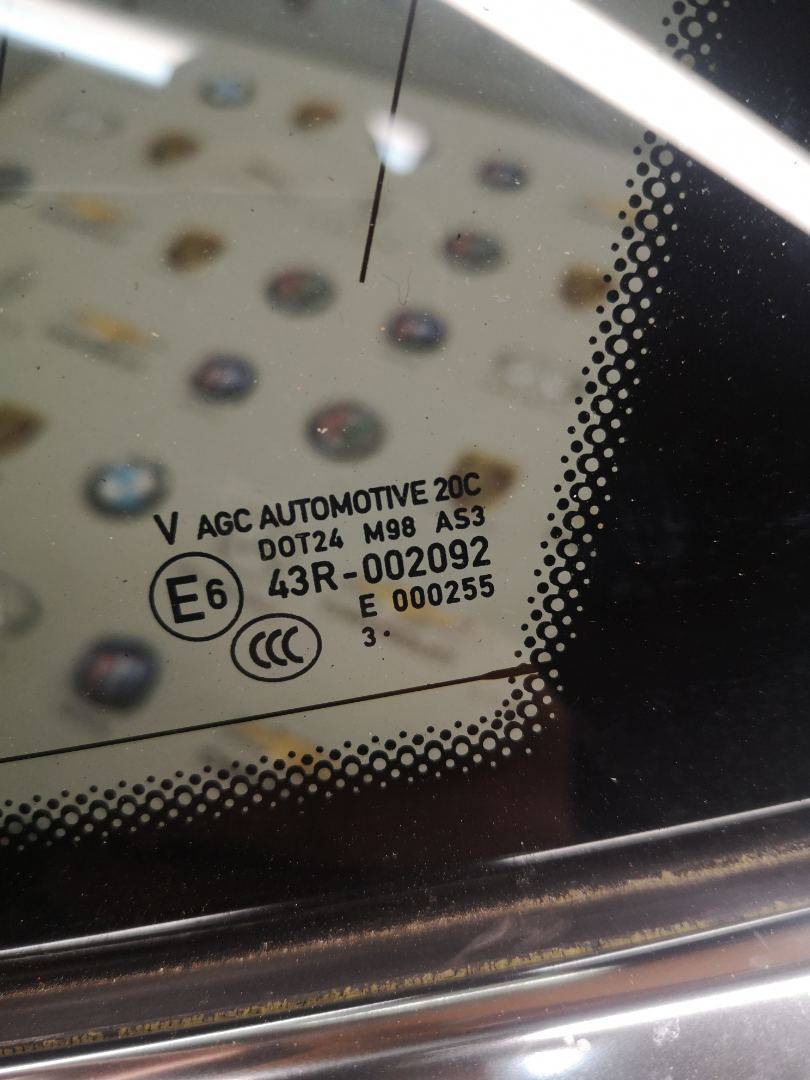 V AGC AUTOMOTIVE 20C
DOT24 M98 AS3
E6 43R-002092
E 000255
CCC 3·